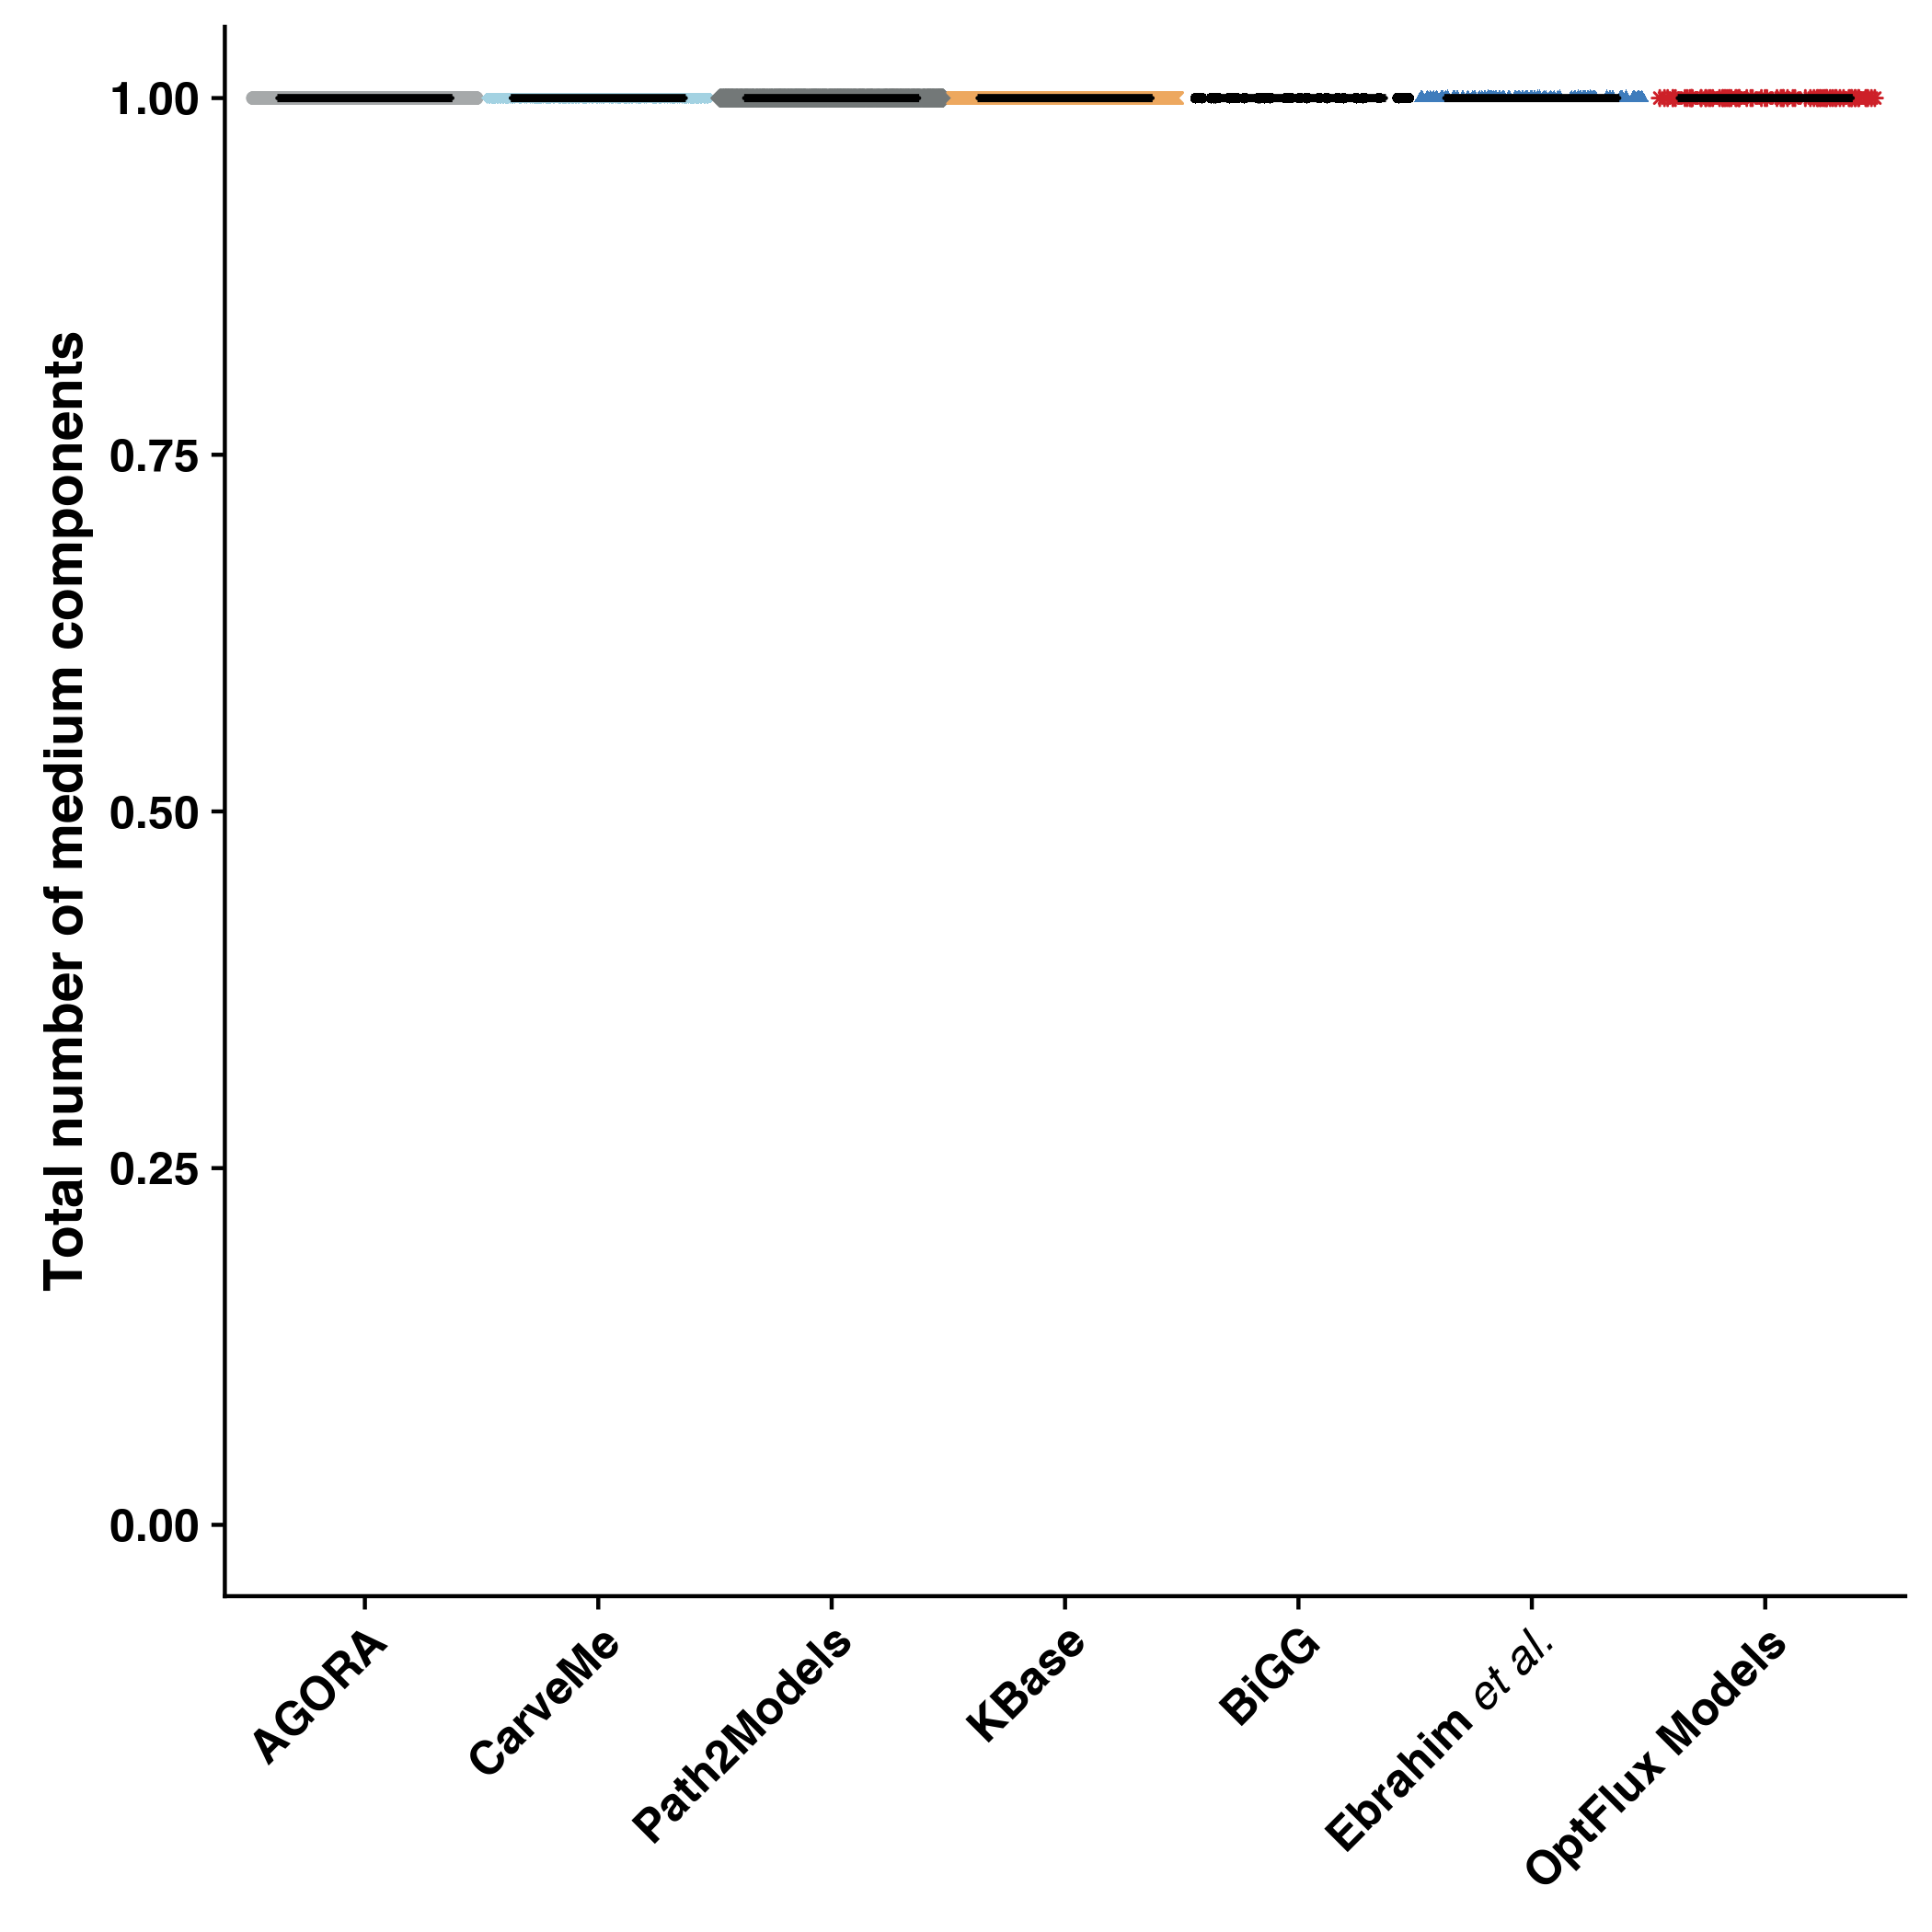 Total number of medium components
1.00
0.75
0.50
0.25
0.00
AGORA
CarveMe
Path2Models
KBase
BiGG
Ebrahim et al.
OptFlux Models